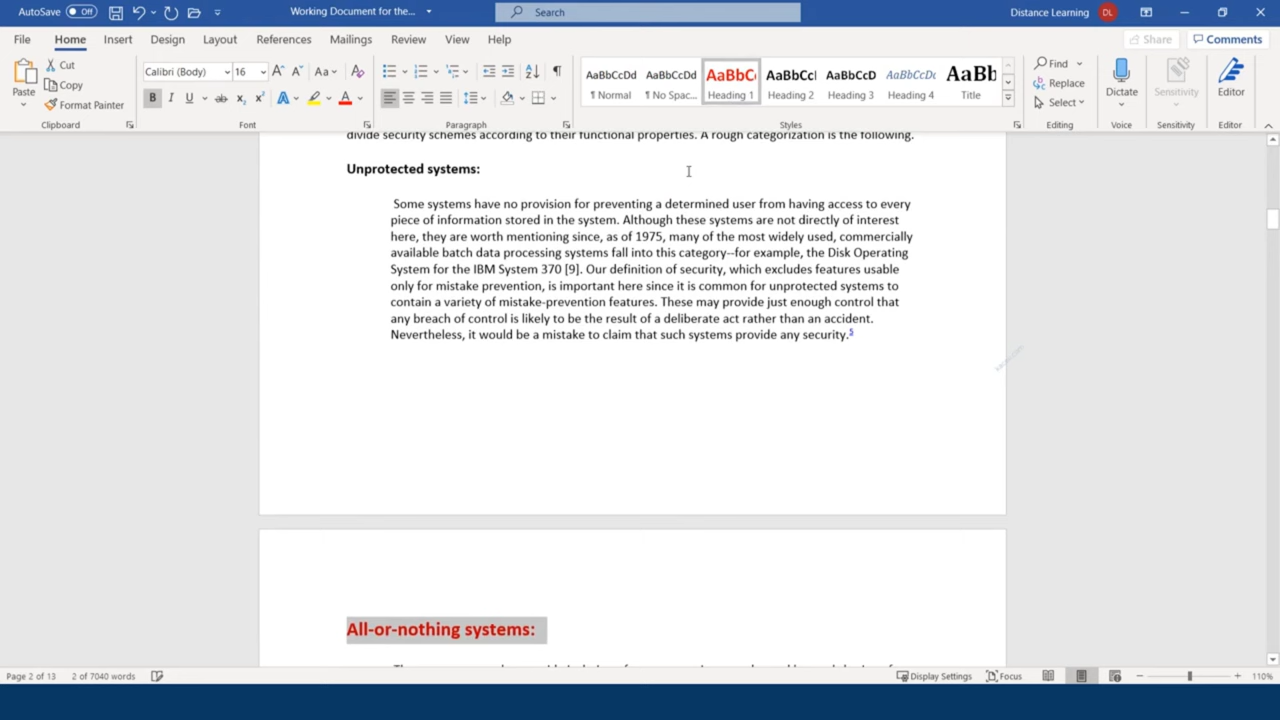 AutoSave Off Working Document for the... Search Distance Learning DL
File Home Insert Design Layout References Mailings Review View Help Share Comments
Cut
Copy
Format Painter
Paste
Clipboard
Calibri (Body) 16
Font
Paragraph
AaBbCcDd AaBbCcDd AaBbC AaBbCcI AaBbCcD AaBbCcDc AaBb
¶ Normal ¶ No Spac... Heading 1 Heading 2 Heading 3 Heading 4 Title
Styles
Find
Replace
Select
Editing
Dictate
Voice
Sensitivity
Sensitivity
Editor
Editor
divide security schemes according to their functional properties. A rough categorization is the following.
Unprotected systems:
Some systems have no provision for preventing a determined user from having access to every
piece of information stored in the system. Although these systems are not directly of interest
here, they are worth mentioning since, as of 1975, many of the most widely used, commercially
available batch data processing systems fall into this category--for example, the Disk Operating
System for the IBM System 370 [9]. Our definition of security, which excludes features usable
only for mistake prevention, is important here since it is common for unprotected systems to
contain a variety of mistake-prevention features. These may provide just enough control that
any breach of control is likely to be the result of a deliberate act rather than an accident.
Nevertheless, it would be a mistake to claim that such systems provide any security.5
All-or-nothing systems:
Page 2 of 13 2 of 7040 words Display Settings Focus 110%